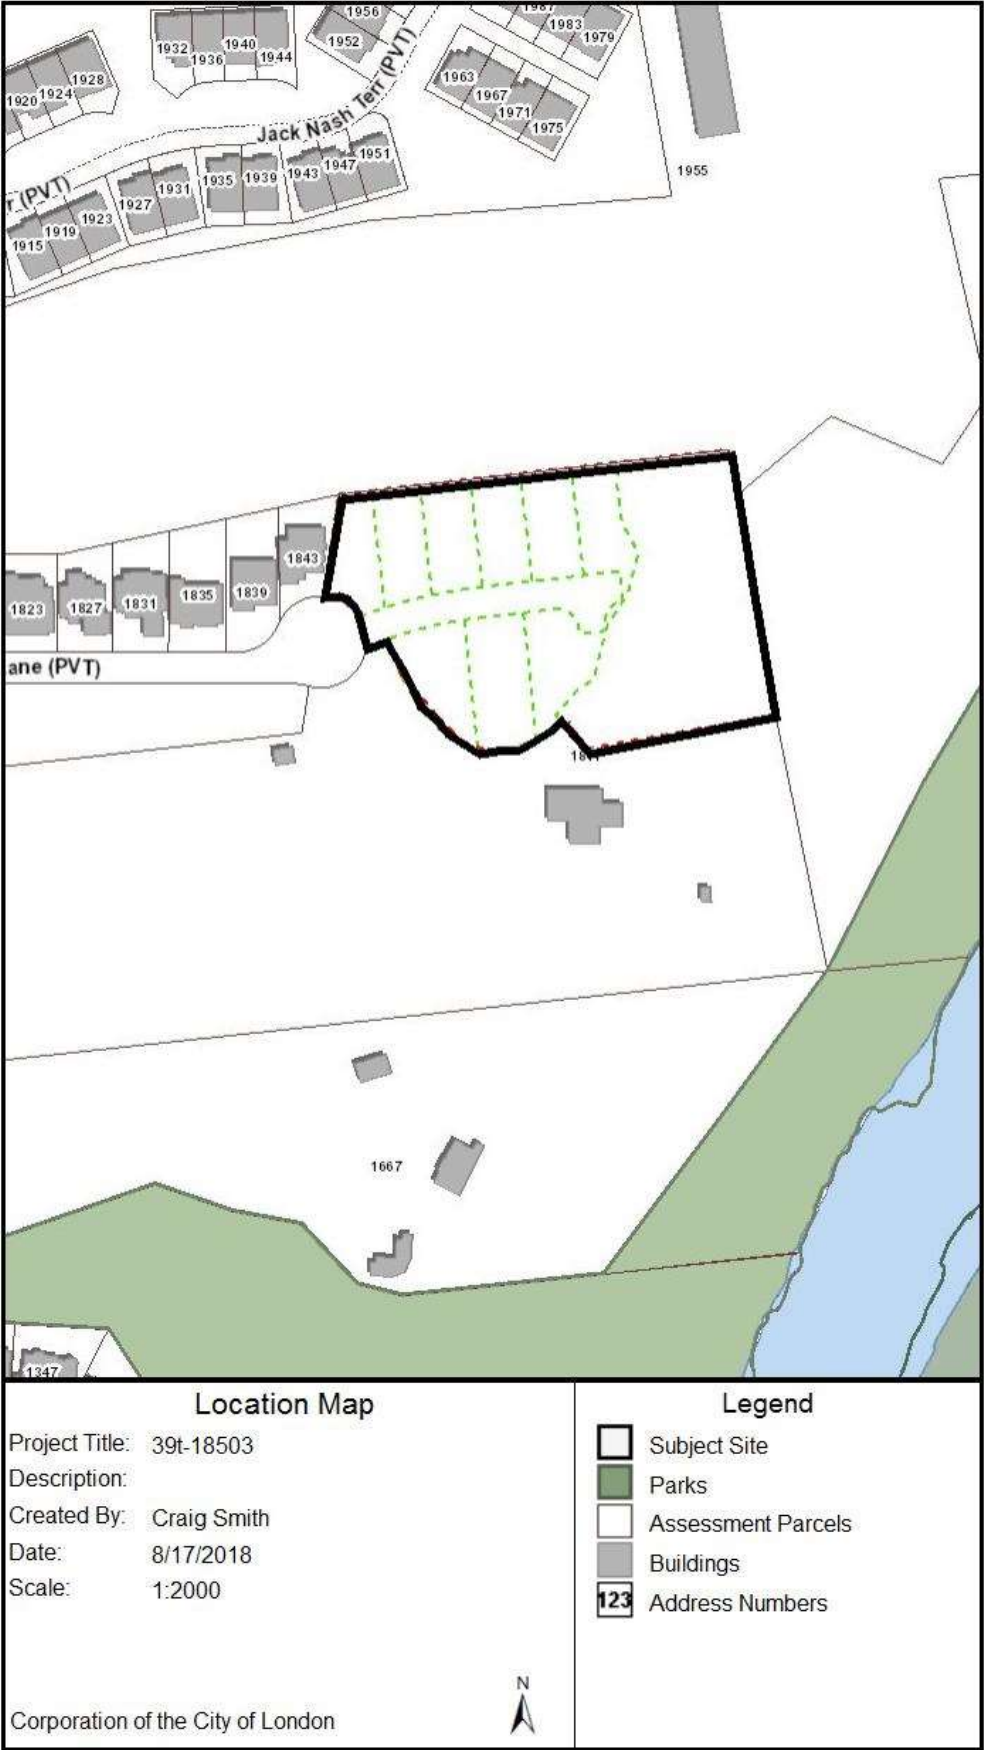 1956
1987
1932
1940
1952
1983
1979
1936
1944
1928
1963
1924
1920
1967
1971
1975
Jack Nash Terr (PVT)
1951
1947
1943
1939
1935
1931
1927
1955
r (PVT)
1923
1919
1915
1843
1839
1835
1831
1827
1823
ane (PVT)
1667
1347
Location Map
Project Title: 39t-18503
Description:
Created By: Craig Smith
Date: 8/17/2018
Scale: 1:2000
Corporation of the City of London
N
Legend
Subject Site
Parks
Assessment Parcels
Buildings
123 Address Numbers